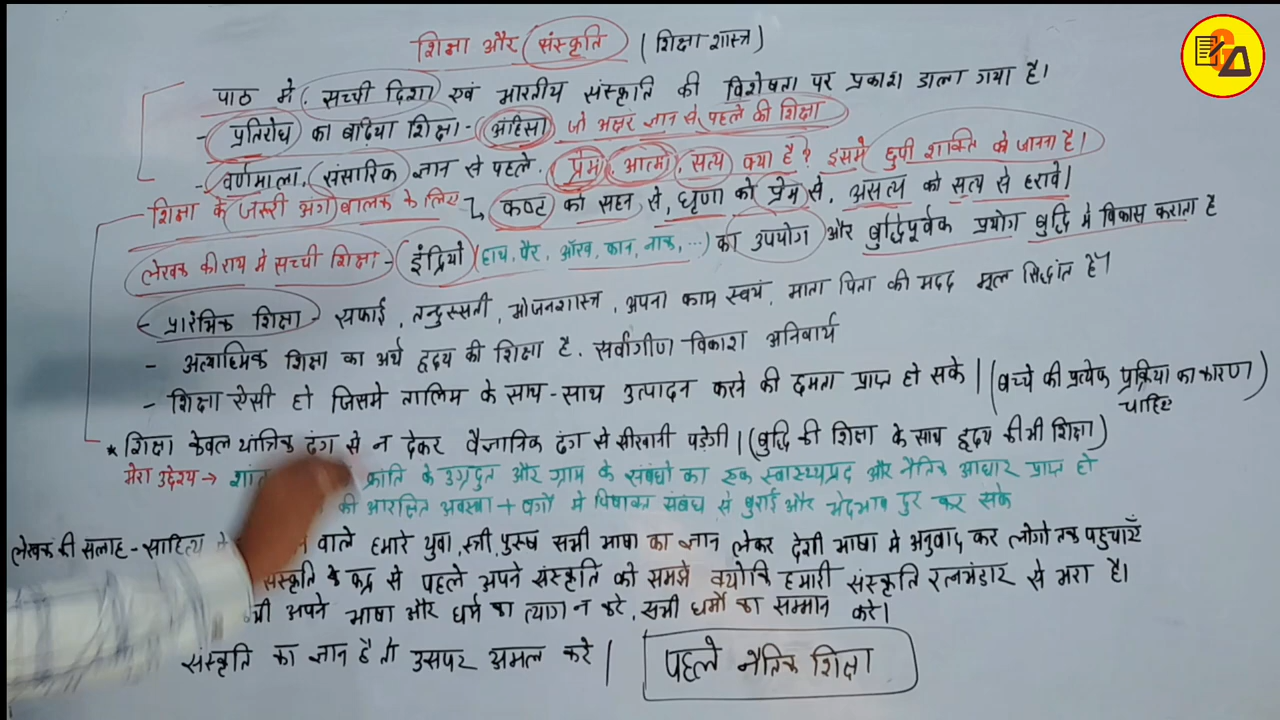 शिक्षा और संस्कृति (शिक्षा शास्त्र)
पाठ मे सच्ची दिशा एवं भारतीय संस्कृति की विशेषता पर प्रकाश डाला गया है।
- प्रतिरोध का बढ़िया शिक्षा - अहिंसा जो अक्षर ज्ञान से पहले की शिक्षा
- वर्णमाला, संसारिक ज्ञान से पहले. प्रेम, आत्मा, सत्य क्या है? इसमे छुपी शक्ति को जानना है।
शिक्षा के जरूरी अंग बालक के लिए ↳ कष्ट को सहन से, घृणा को प्रेम से, असत्य को सत्य से हरावे।
लेखक की राय मे सच्ची शिक्षा - इंद्रियो (हाथ, पैर, ऑख, कान, नाक, ...) का उपयोग और बुद्धिपूर्वक प्रयोग बुद्धि मे विकास कराता है
- प्रारंभिक शिक्षा - सफाई, तन्दुरुस्ती, भोजनशास्त्र, अपना काम स्वयं, माता पिता की मदद मूल सिद्धांत है।
- शिक्षा का अर्थ हृदय की शिक्षा है. सर्वांगीण विकाश अनिवार्य
- शिक्षा ऐसी हो जिसमे तालिम के साथ-साथ उत्पादन करने की क्षमता प्राप्त हो सके। (बच्चे की प्रत्येक प्रक्रिया का कारण)
चाहिए
* शिक्षा केवल यांत्रिक ढंग से न देकर वैज्ञानिक ढंग से सीखानी पड़ेगी। (बुद्धि की शिक्षा के साथ हृदय की भी शिक्षा)
मेरा उद्देश्य → क्रांति के उग्रदुत और ग्राम के संबंधो का एक स्वास्थ्यप्रद और नैतिक आधार प्राप्त हो
की आरक्षित अवस्था + वर्गो मे विषाक्त संबंध से बुराई और भेदभाव दुर कर सके
लेखक की सलाह - साहित्य वाले हमारे युवा, स्त्री, पुरुष सभी भाषा का ज्ञान लेकर देशी भाषा मे अनुवाद कर लोगो तक पहुचाएँ
संस्कृति के कद्र से पहले अपने संस्कृति को समझे क्योकि हमारी संस्कृति रत्नभंडार से भरा है।
अपने भाषा और धर्म का त्याग न करे, सभी धर्मो का सम्मान करे।
संस्कृति का ज्ञान है तो उसपर अमल करे।
पहले नैतिक शिक्षा